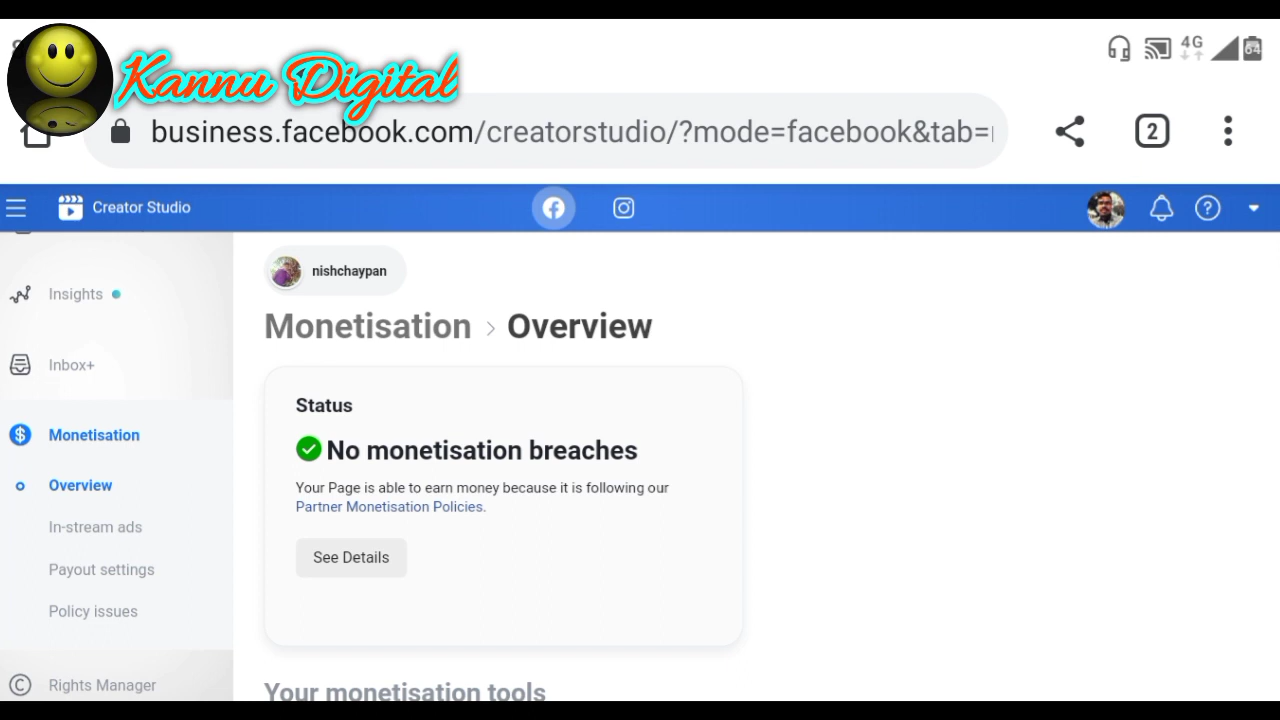 Kannu Digital
4G
64
business.facebook.com/creatorstudio/?mode=facebook&tab=
2
Creator Studio
nishchaypan
Insights
Monetisation > Overview
Inbox+
Status
Monetisation
No monetisation breaches
Overview
Your Page is able to earn money because it is following our
Partner Monetisation Policies.
In-stream ads
See Details
Payout settings
Policy issues
Rights Manager
Your monetisation tools